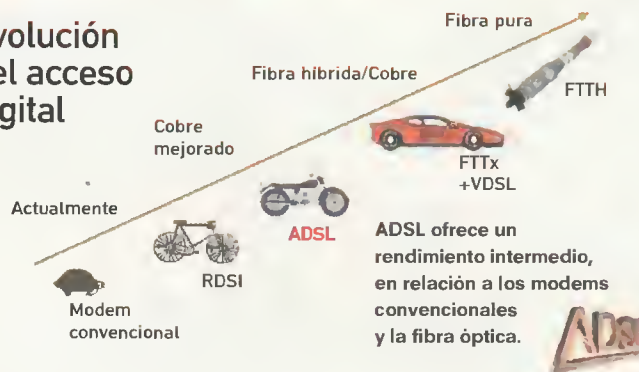 volución
el acceso
gital
Fibra pura
Fibra híbrida/Cobre
FTTH
Cobre
mejorado
FTTx
+VDSL
Actualmente
ADSL
RDSI
Modem
convencional
ADSL ofrece un
rendimiento intermedio,
en relación a los modems
convencionales
y la fibra óptica.